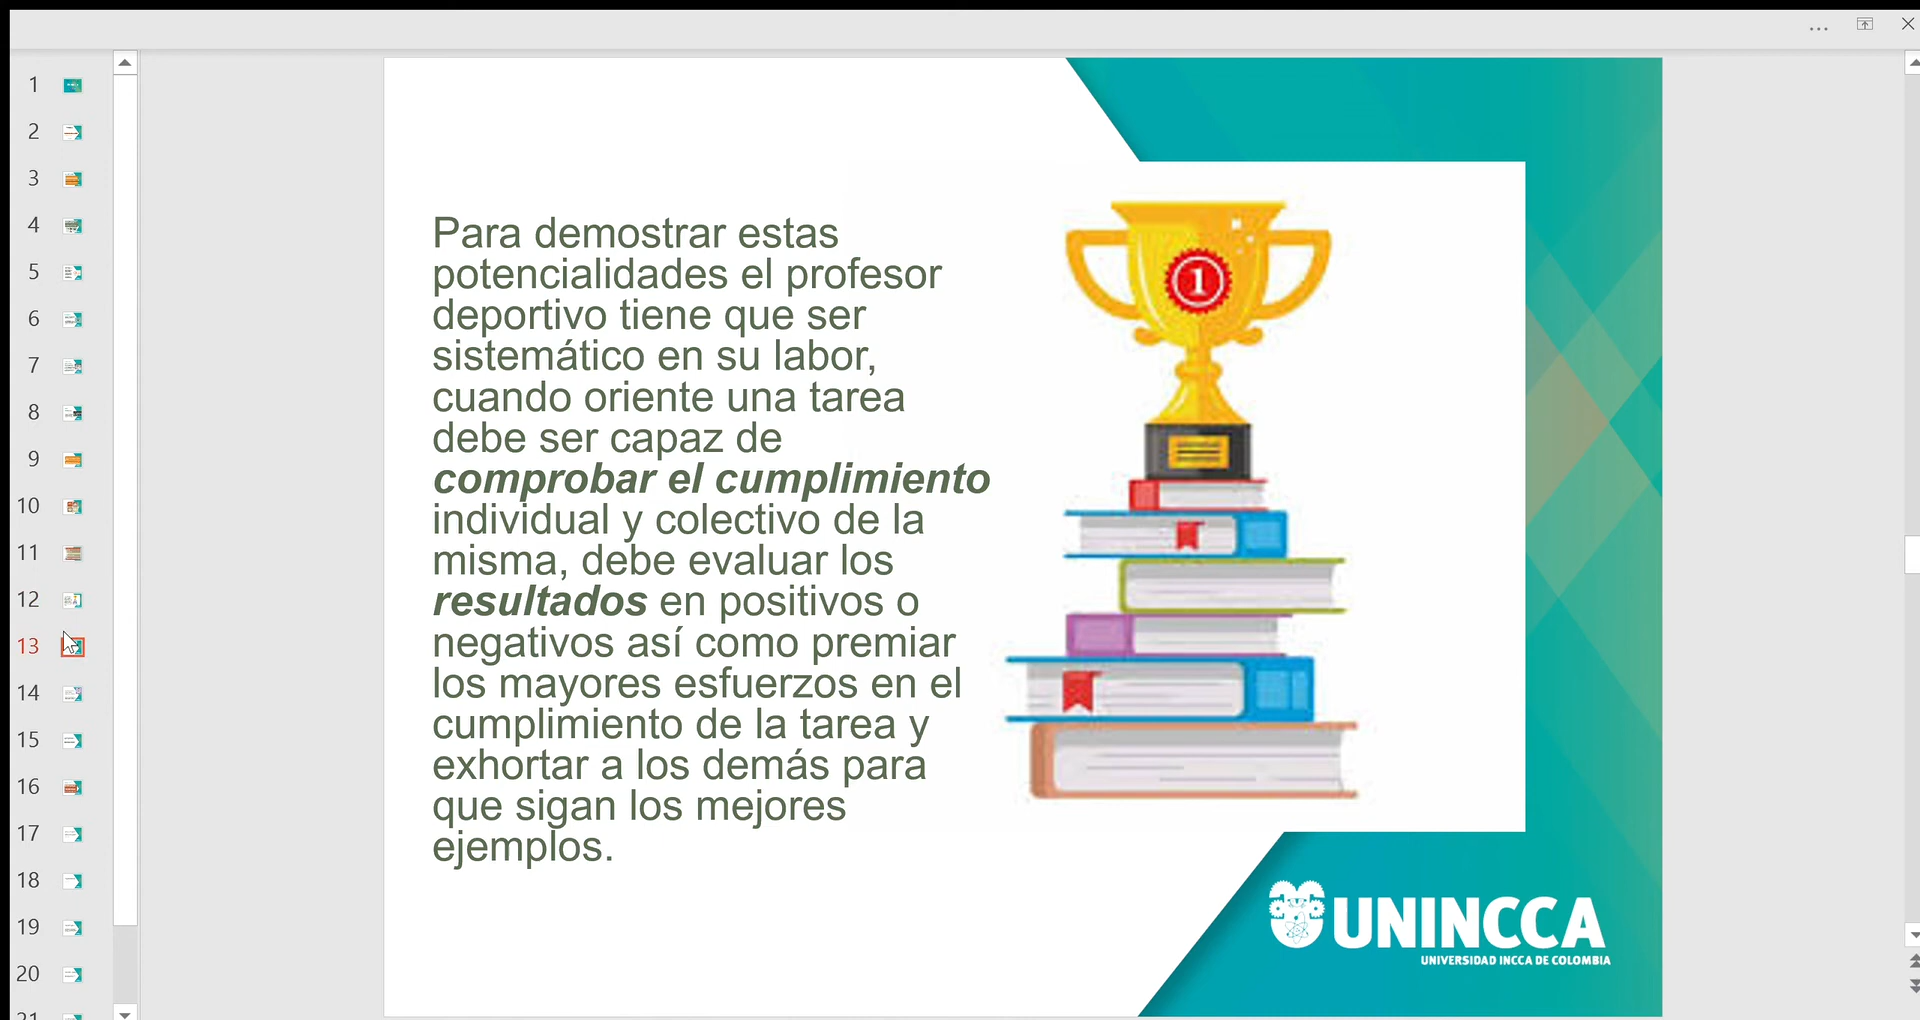 1
2
3
4
5
6
7
8
9
10
11
12
13
14
15
16
17
18
19
20
21
Para demostrar estas
potencialidades el profesor
deportivo tiene que ser
sistemático en su labor,
cuando oriente una tarea
debe ser capaz de
comprobar el cumplimiento
individual y colectivo de la
misma, debe evaluar los
resultados en positivos o
negativos así como premiar
los mayores esfuerzos en el
cumplimiento de la tarea y
exhortar a los demás para
que sigan los mejores
ejemplos.
1
UNINCCA
UNIVERSIDAD INCCA DE COLOMBIA